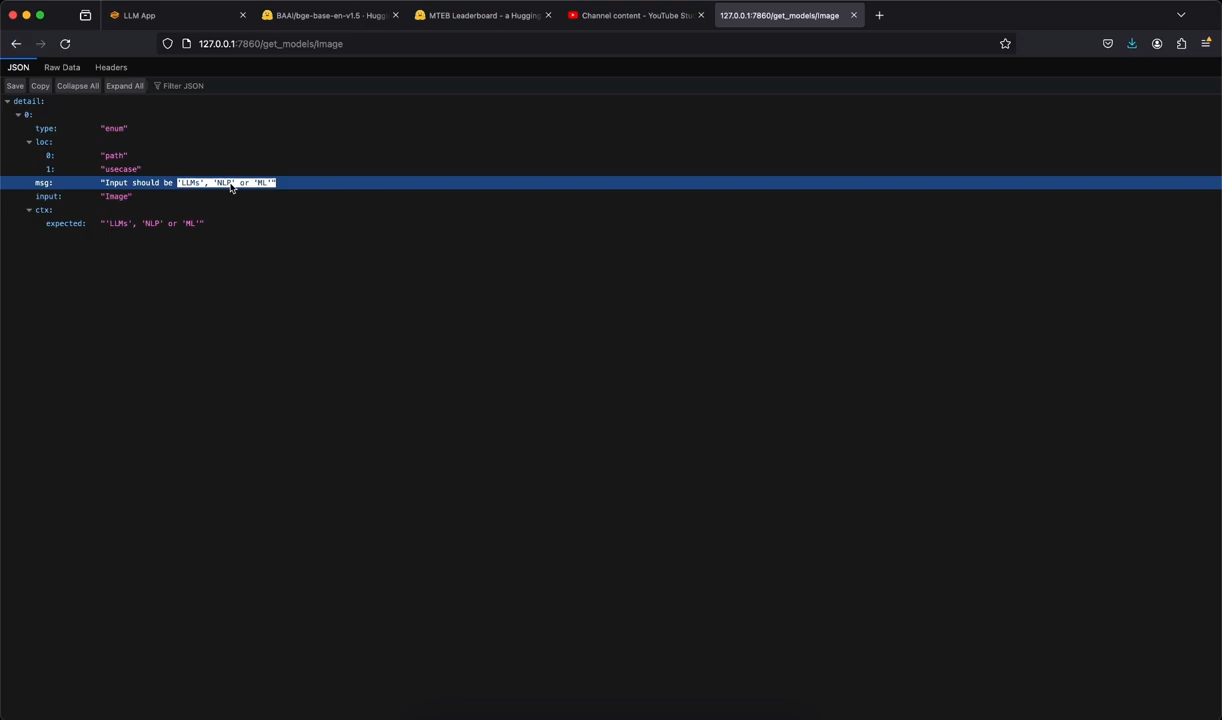 LLM App
BAAI/bge-base-en-v1.5 · Hugg
MTEB Leaderboard - a Hugging
Channel content - YouTube Stu
127.0.0.1:7860/get_models/Image
127.0.0.1:7860/get_models/Image
JSON Raw Data Headers
Save Copy Collapse All Expand All Filter JSON
detail:
0:
type: "enum"
loc:
0: "path"
1: "usecase"
msg: "Input should be 'LLMs', 'NLP' or 'ML'"
input: "Image"
ctx:
expected: "'LLMs', 'NLP' or 'ML'"